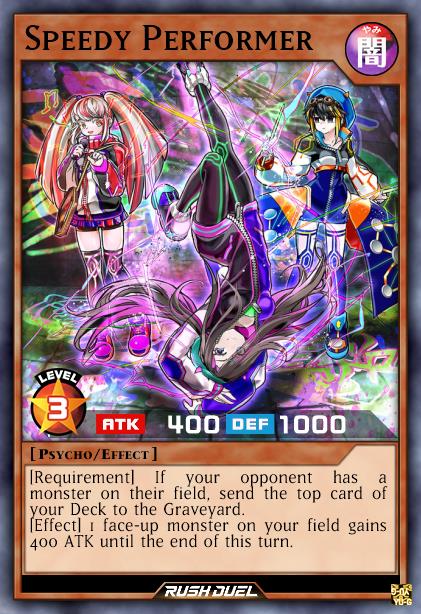 SPEEDY PERFORMER
やみ
闇
LEVEL
3
ATK 400 DEF 1000
[PSYCHO/EFFECT]
[Requirement] If your opponent has a
monster on their field, send the top card of
your Deck to the Graveyard.
[Effect] 1 face-up monster on your field gains
400 ATK until the end of this turn.
RUSH DUEL